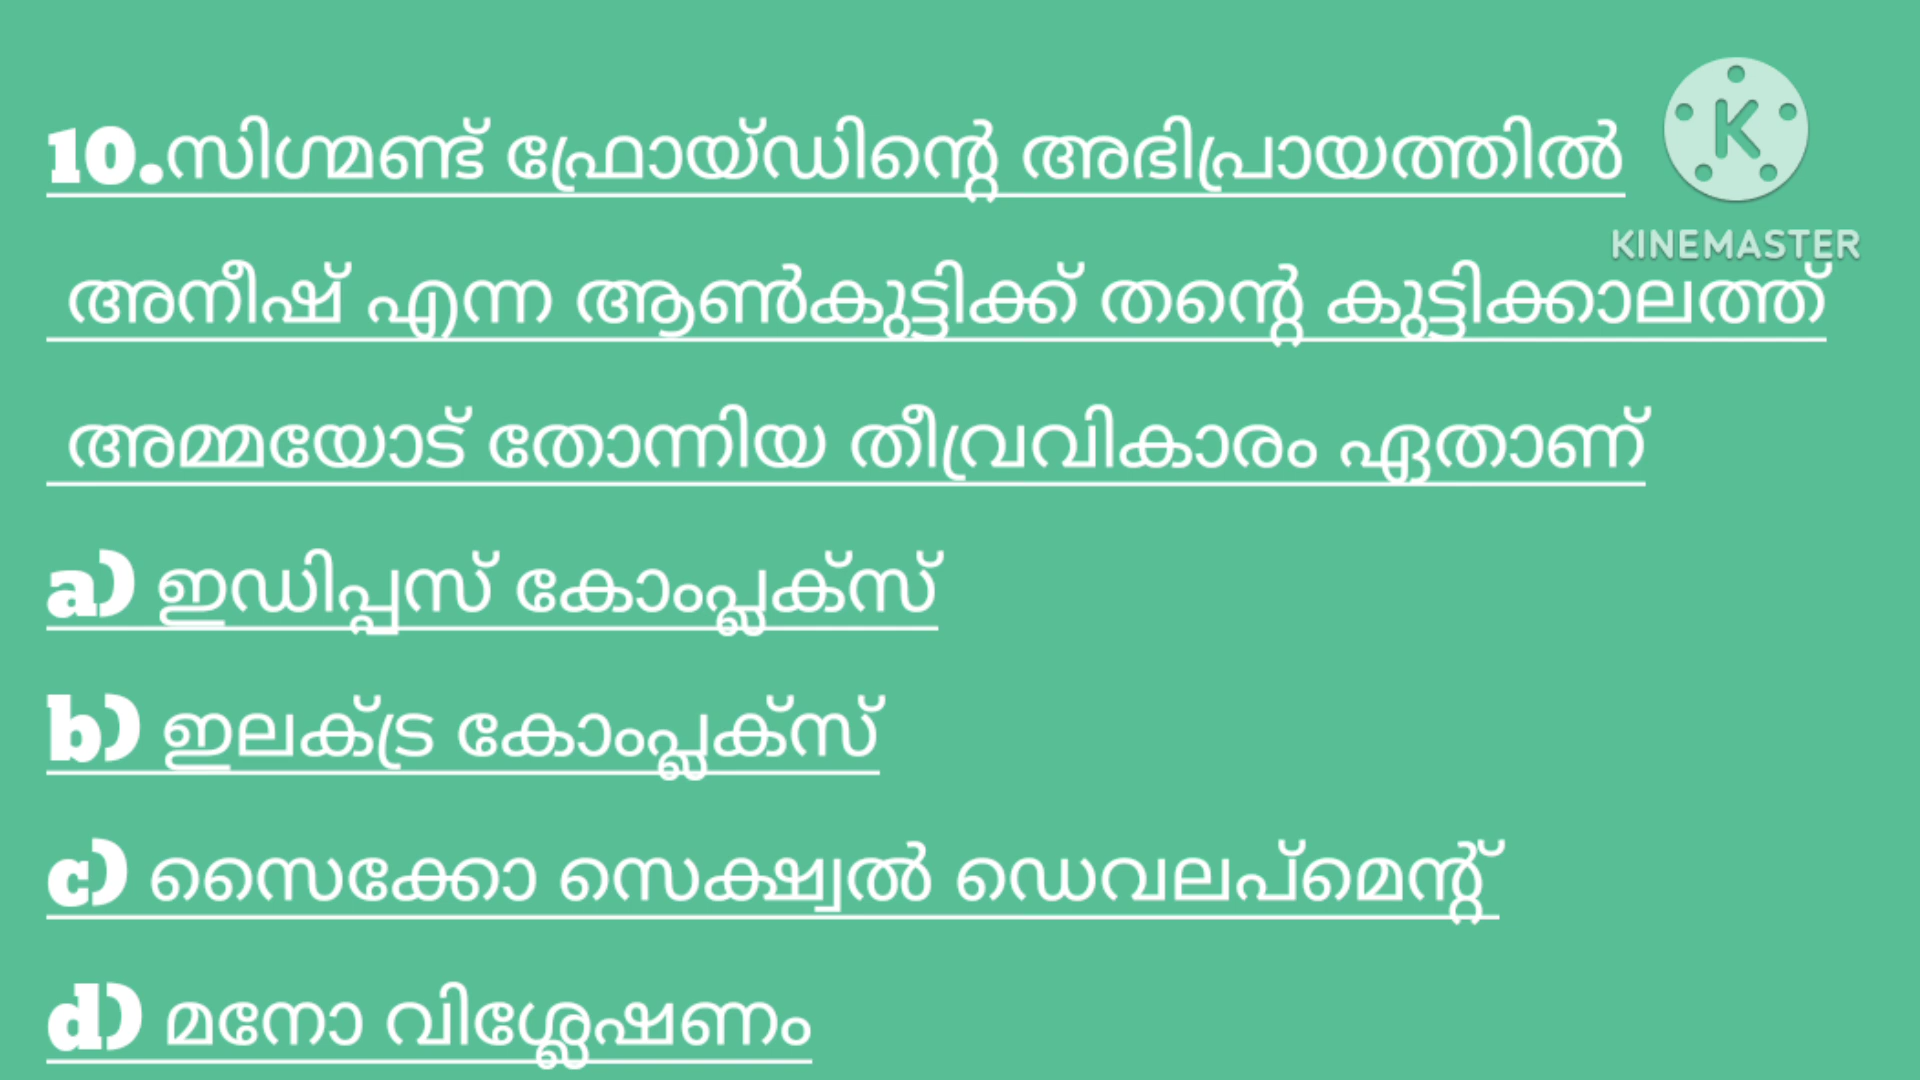 10.സിഗ്മണ്ട് ഫ്രോയ്ഡിന്റെ അഭിപ്രായത്തിൽ
KINEMASTER
അനീഷ് എന്ന ആൺകുട്ടിക്ക് തന്റെ കുട്ടിക്കാലത്ത്
അമ്മയോട് തോന്നിയ തീവ്രവികാരം ഏതാണ്
a) ഇഡിപ്പസ് കോംപ്ലക്സ്
b) ഇലക്ട്ര കോംപ്ലക്സ്
c) സൈക്കോ സെക്ഷ്വൽ ഡെവലപ്മെന്റ്
d) മനോ വിശ്ലേഷണം